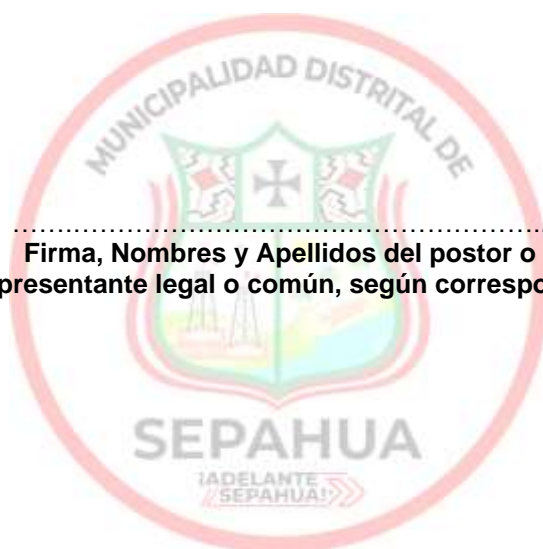 MUNICIPALIDAD DISTRITAL DE
……..……………………………………………..
Firma, Nombres y Apellidos del postor o
presentante legal o común, según correspo
SEPAHUA
¡ADELANTE
SEPAHUA!